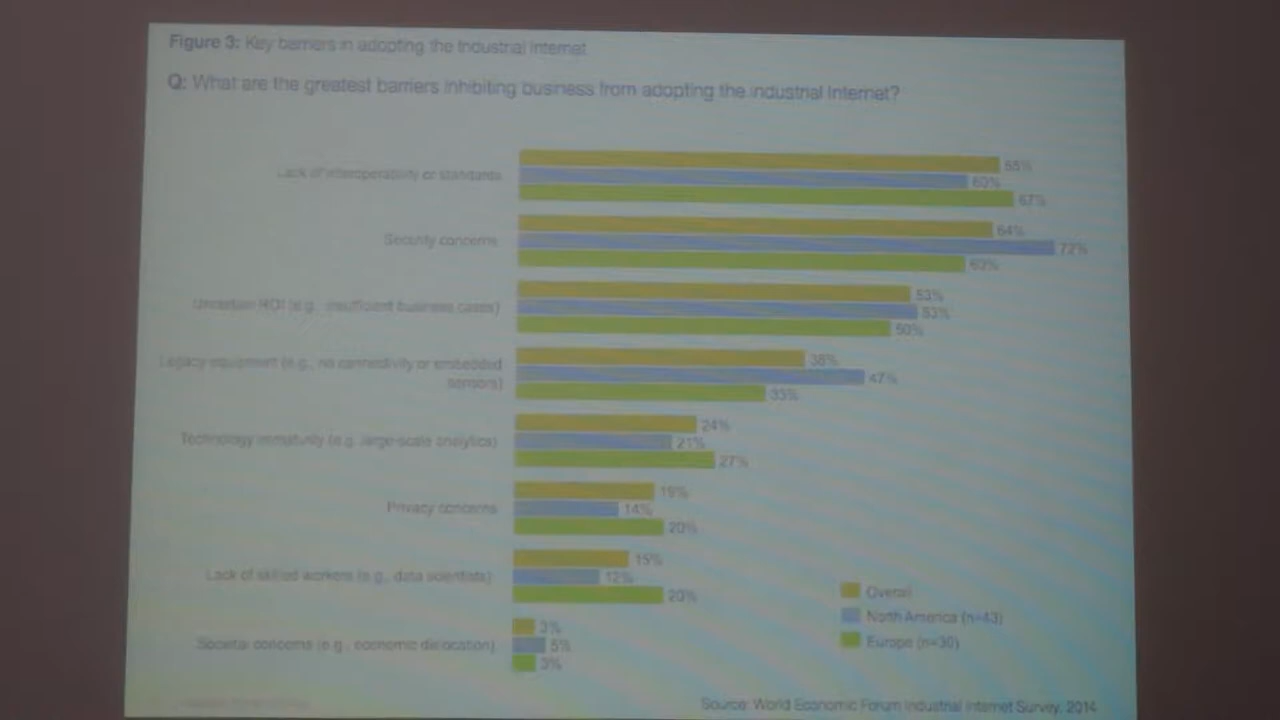 Figure 3: Key barriers in adopting the Industrial Internet
Q: What are the greatest barriers inhibiting business from adopting the Industrial Internet?
Lack of interoperability or standards
65%
60%
67%
Security concerns
64%
72%
63%
Uncertain ROI (e.g., insufficient business cases)
53%
53%
50%
Legacy equipment (e.g., no connectivity or embedded
sensors)
38%
47%
33%
Technology immaturity (e.g. large-scale analytics)
24%
21%
27%
Privacy concerns
19%
14%
20%
Lack of skilled workers (e.g., data scientists)
15%
12%
20%
Societal concerns (e.g., economic dislocation)
3%
5%
3%
Overall
North America (n=43)
Europe (n=30)
Source: World Economic Forum Industrial Internet Survey, 2014